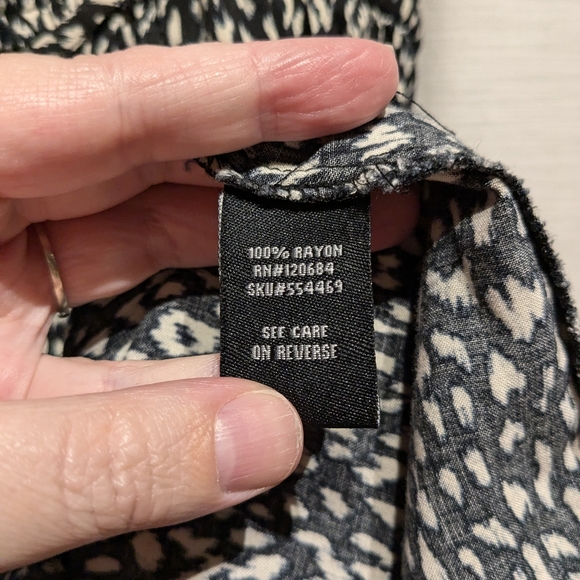 100% RAYON
RN#120684
SKU#554469
SEE CARE
ON REVERSE